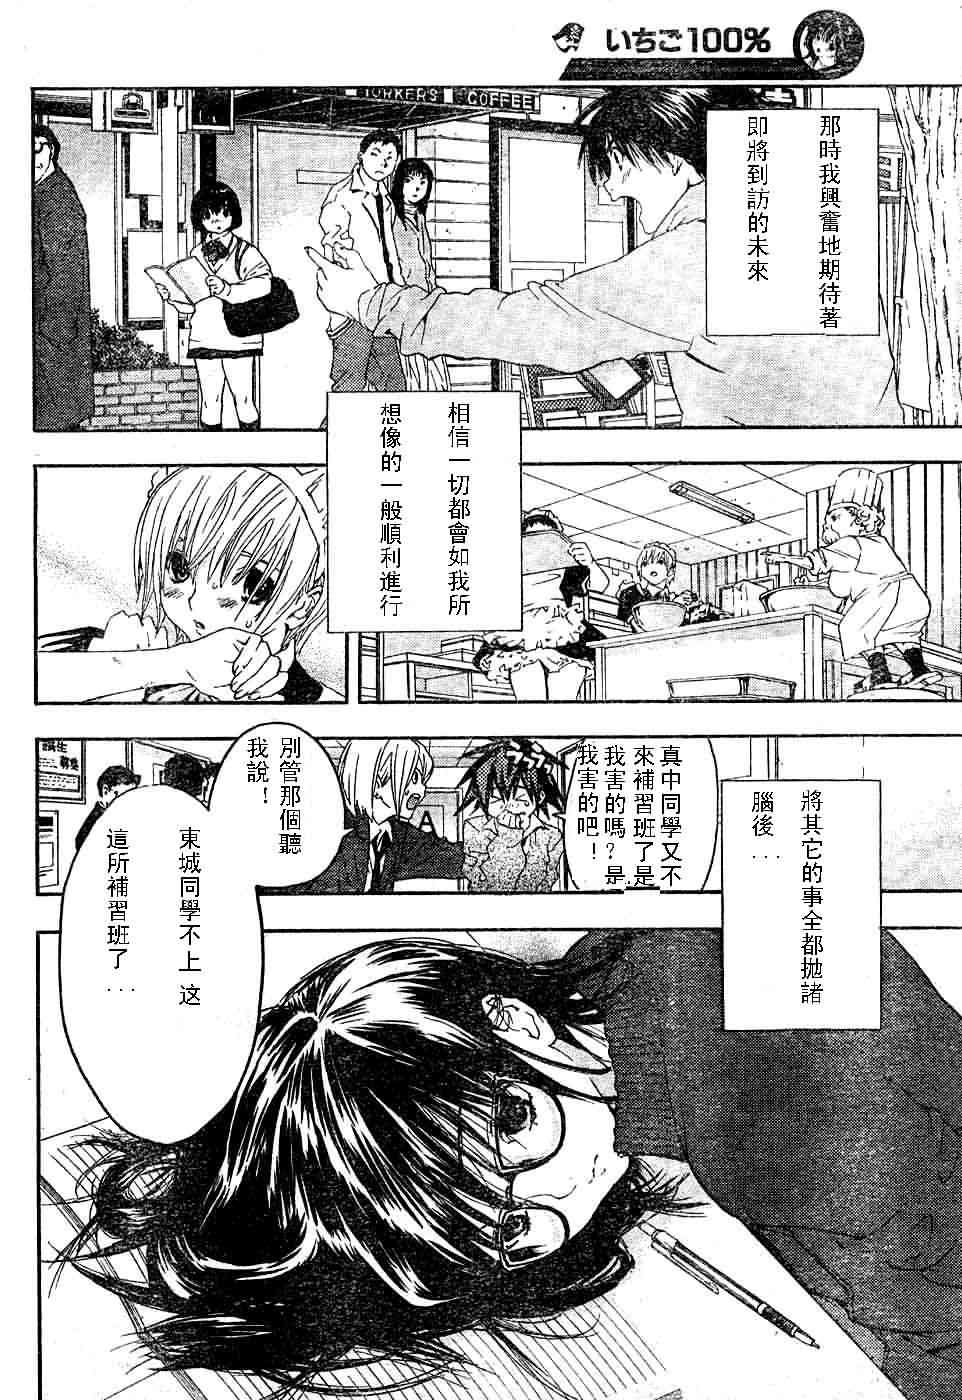 いちご100%
COFFEE
那時我興奮地期待著
即將到訪的未來
相信一切都會如我所
想像的一般順利進行
將其它的事全都拋諸
腦後...
真中同學又不
來補習班了是
我害的嗎?是
我害的吧!
A
別管那個聽
我說!
東城同學不上这
這所補習班了...